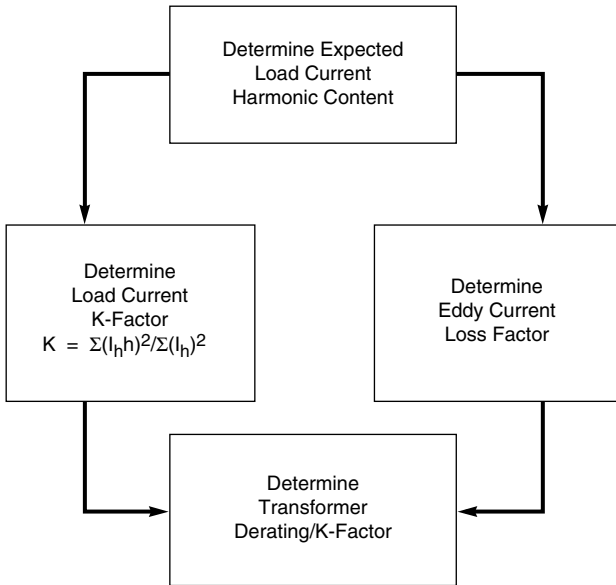 Determine Expected
Load Current
Harmonic Content
Determine
Load Current
K-Factor
K = Σ(Iₕh)²/Σ(Iₕ)²
Determine
Eddy Current
Loss Factor
Determine
Transformer
Derating/K-Factor